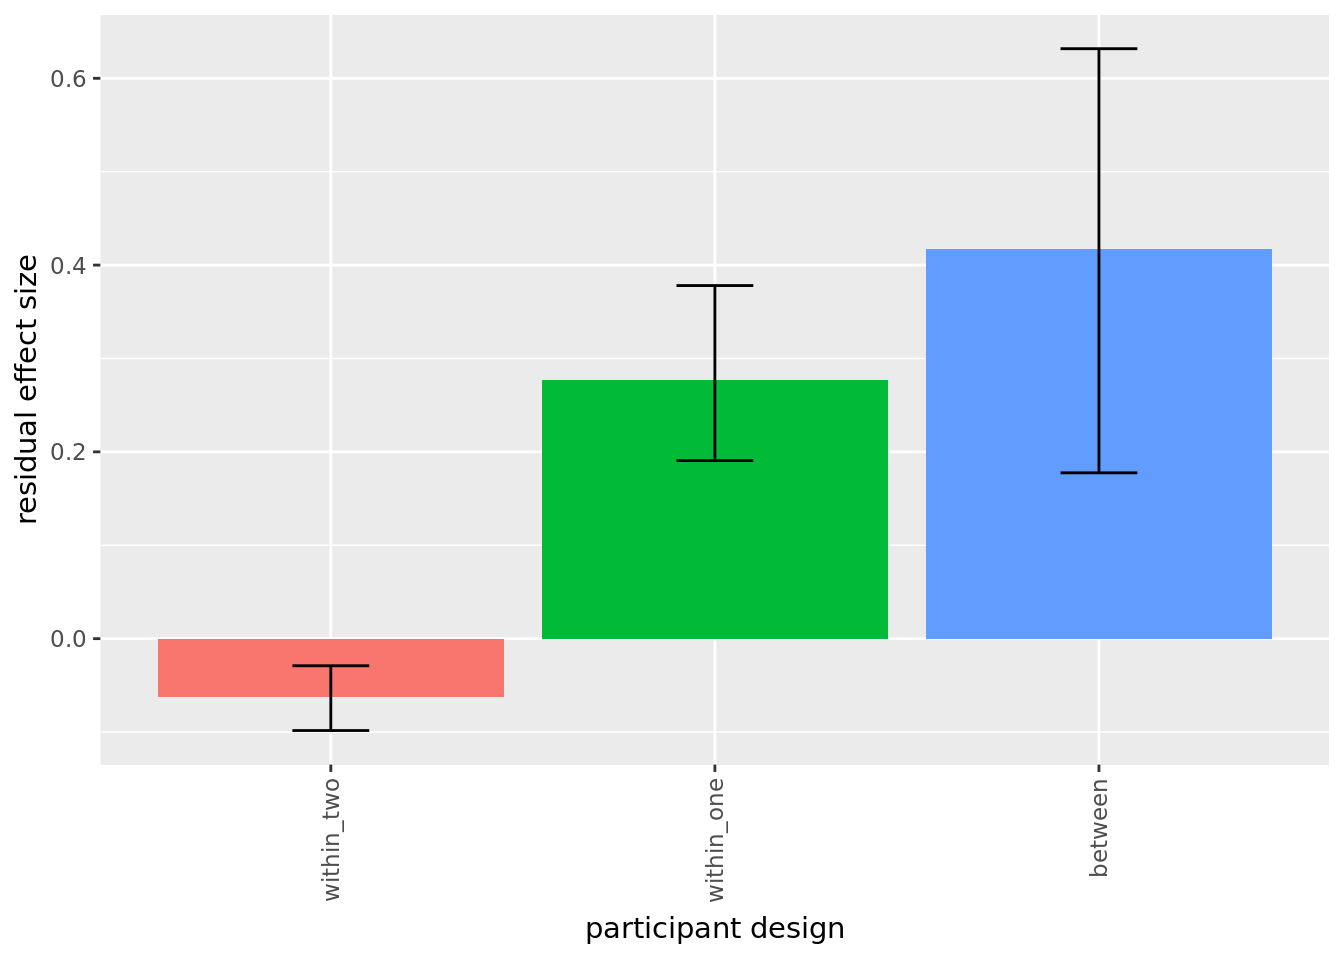 residual effect size
0.6
0.4
0.2
0.0
within_two
within_one
between
participant design